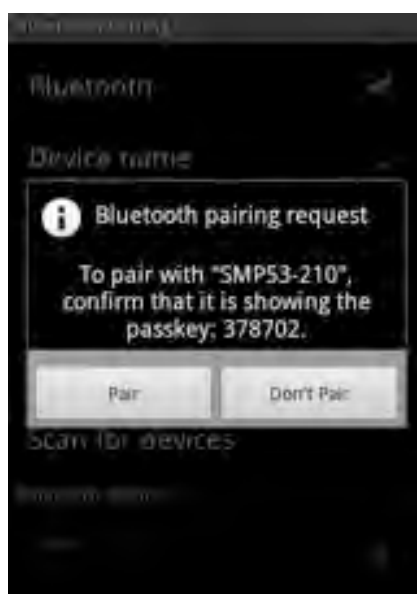 Bluetooth
Device name
Bluetooth pairing request
To pair with "SMP53-210",
confirm that it is showing the
passkey: 378702.
Pair
Don't Pair
Scan for devices